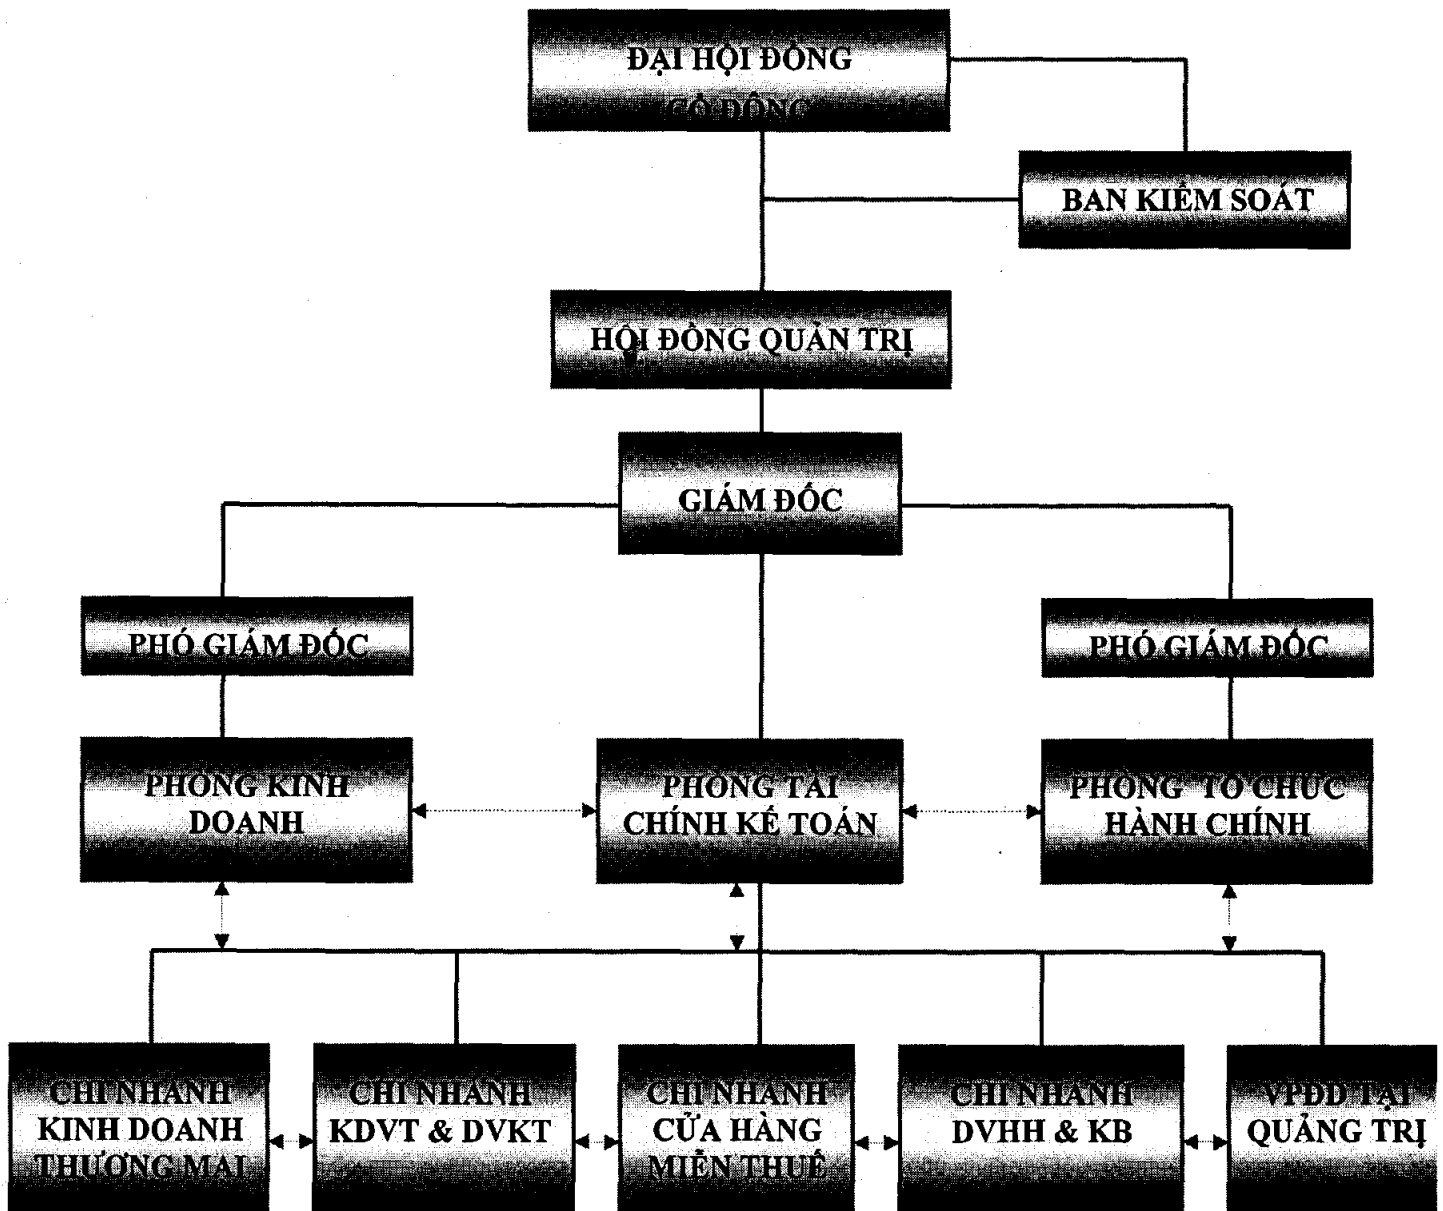 ĐẠI HỘI ĐỒNG
CỔ ĐÔNG
BAN KIỂM SOÁT
HỘI ĐỒNG QUẢN TRỊ
GIÁM ĐỐC
PHÓ GIÁM ĐỐC
PHÓ GIÁM ĐỐC
PHÒNG KINH
DOANH
PHÒNG TÀI
CHÍNH KẾ TOÁN
PHÒNG TỔ CHỨC
HÀNH CHÍNH
CHI NHÁNH
KINH DOANH
THƯƠNG MẠI
CHI NHÁNH
KDVT & DVKT
CHI NHÁNH
CỬA HÀNG
MIỄN THUẾ
CHI NHÁNH
DVHH & KB
VPĐD TẠI
QUẢNG TRỊ